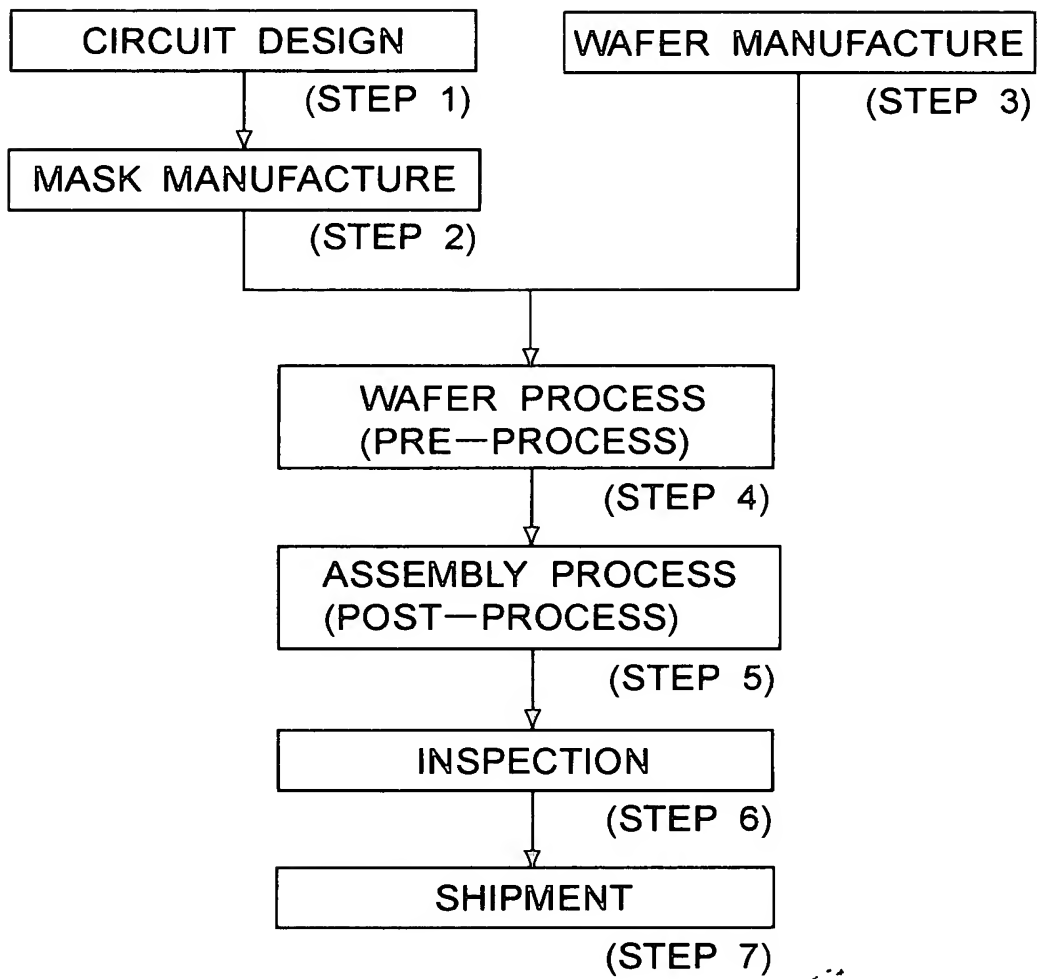 CIRCUIT DESIGN
(STEP 1)
MASK MANUFACTURE
(STEP 2)
WAFER MANUFACTURE
(STEP 3)
WAFER PROCESS
(PRE—PROCESS)
(STEP 4)
ASSEMBLY PROCESS
(POST—PROCESS)
(STEP 5)
INSPECTION
(STEP 6)
SHIPMENT
(STEP 7)